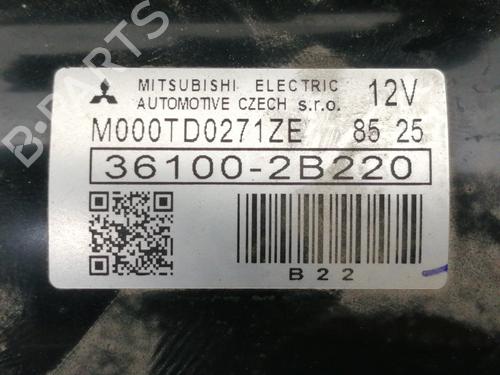 MITSUBISHI ELECTRIC 12V
AUTOMOTIVE CZECH s.r.o.
M000TD0271ZE 85 25
36100-2B220
B22
B-PARTS